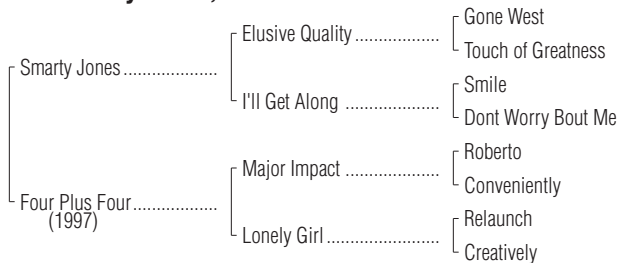 Gone West
Elusive Quality ..................
Touch of Greatness
Smarty Jones ....................
Smile
I'll Get Along ....................
Dont Worry Bout Me
Roberto
Major Impact ....................
Conveniently
Four Plus Four ..................
(1997)
Relaunch
Lonely Girl ........................
Creatively